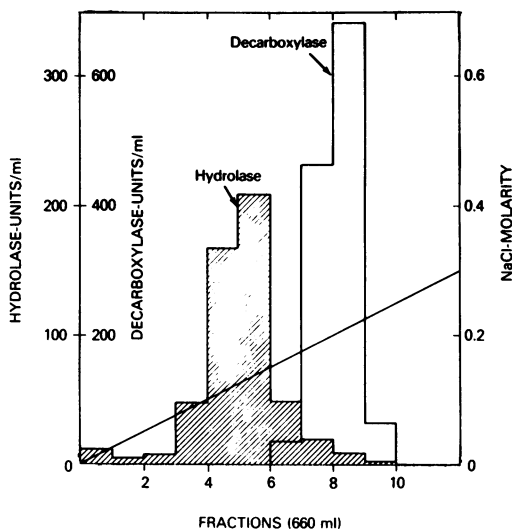 300
200
100
0
HYDROLASE-UNITS/ml
600
400
200
DECARBOXYLASE-UNITS/ml
Decarboxylase
Hydrolase
0.6
0.4
0.2
0
NaCl-MOLARITY
2
4
6
8
10
FRACTIONS (660 ml)